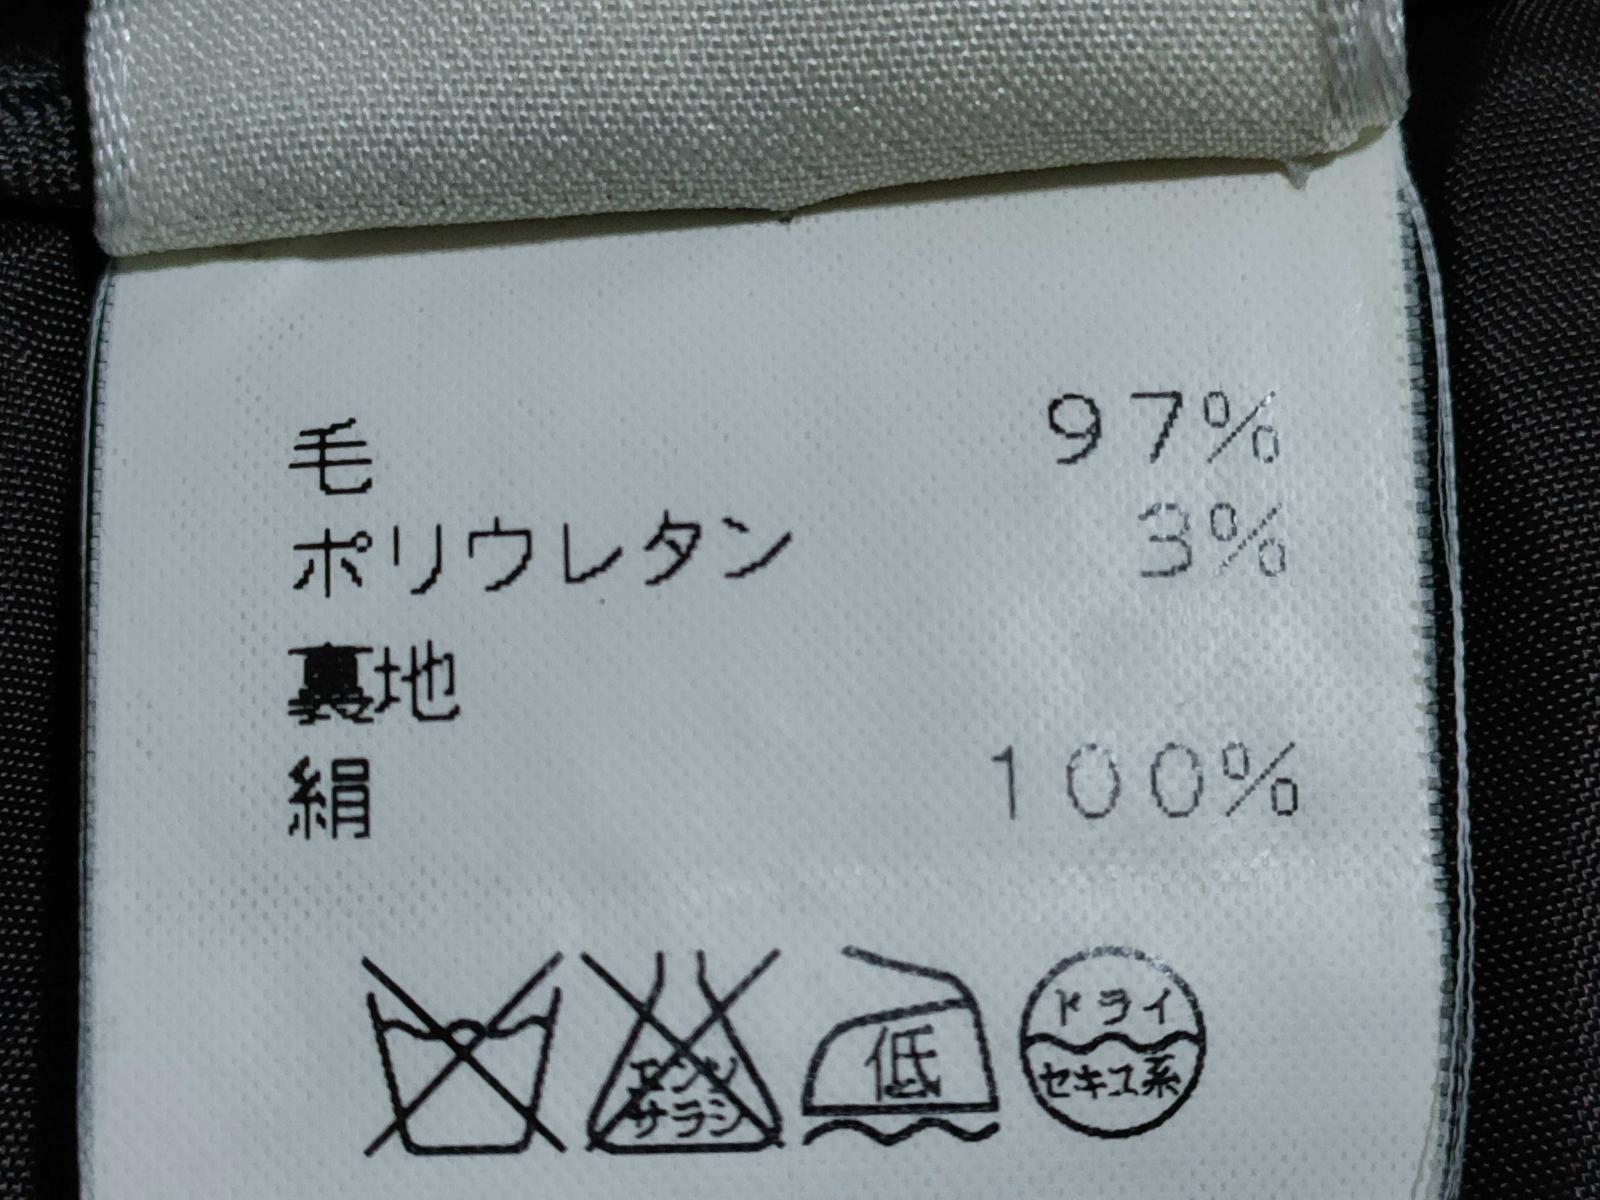 毛 97%
ポリウレタン 3%
裏地
絹 100%
エンソ
サラシ
低
ドライ
セキユ系